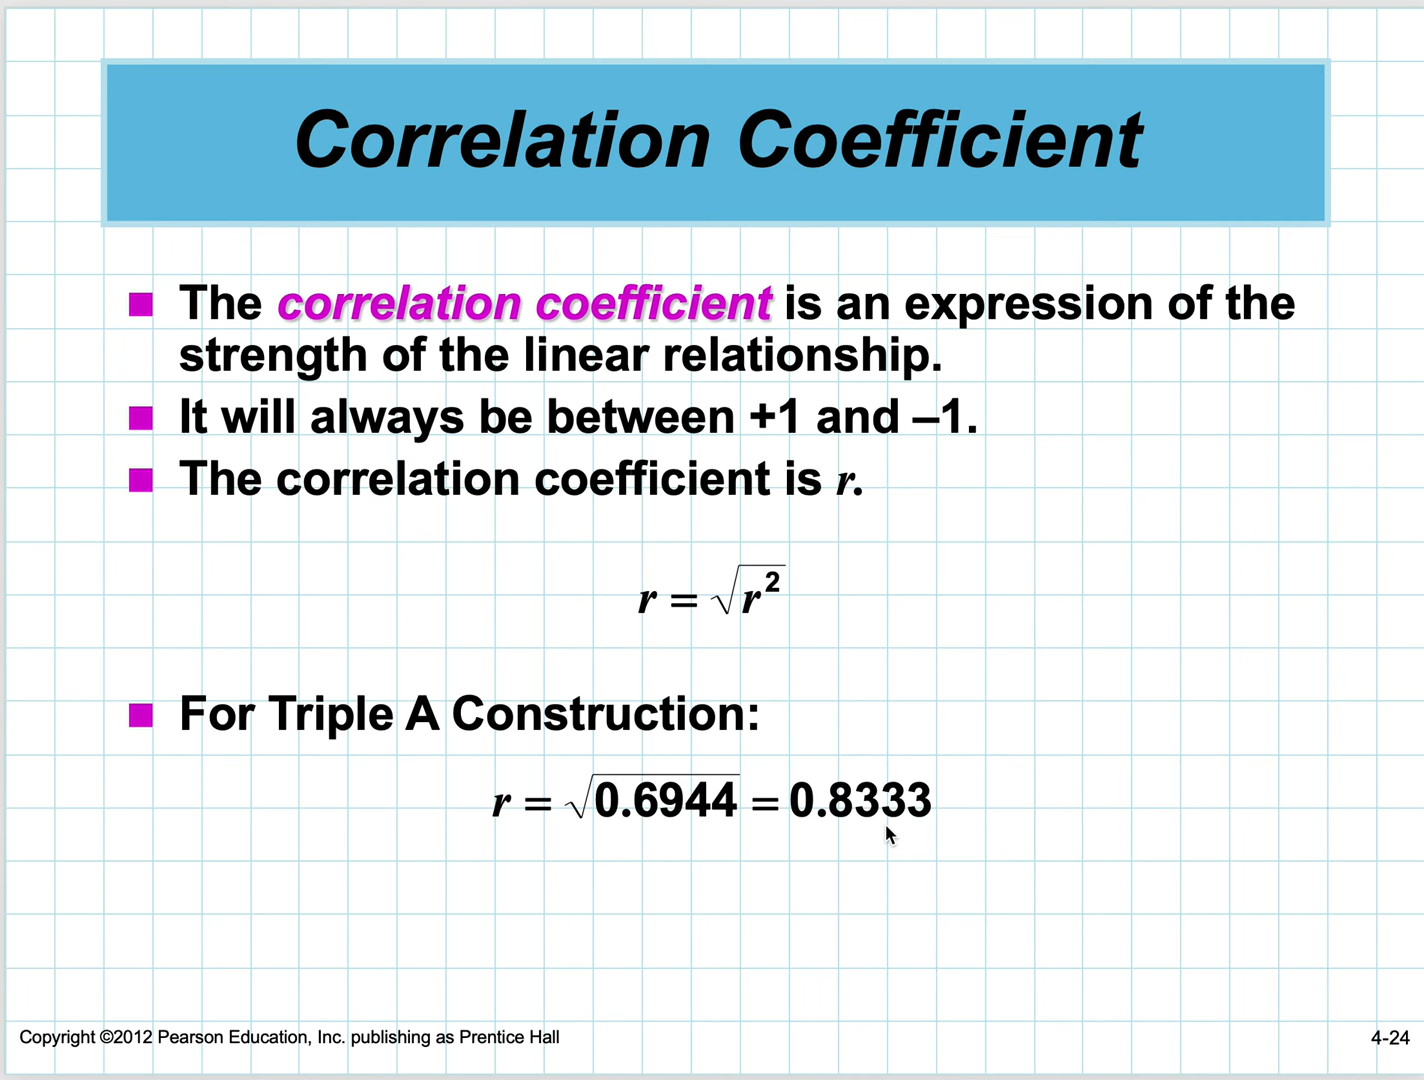 Correlation Coefficient
■ The correlation coefficient is an expression of the
strength of the linear relationship.
■ It will always be between +1 and –1.
■ The correlation coefficient is r.
r = √r²
■ For Triple A Construction:
r = √0.6944 = 0.8333
Copyright ©2012 Pearson Education, Inc. publishing as Prentice Hall
4-24